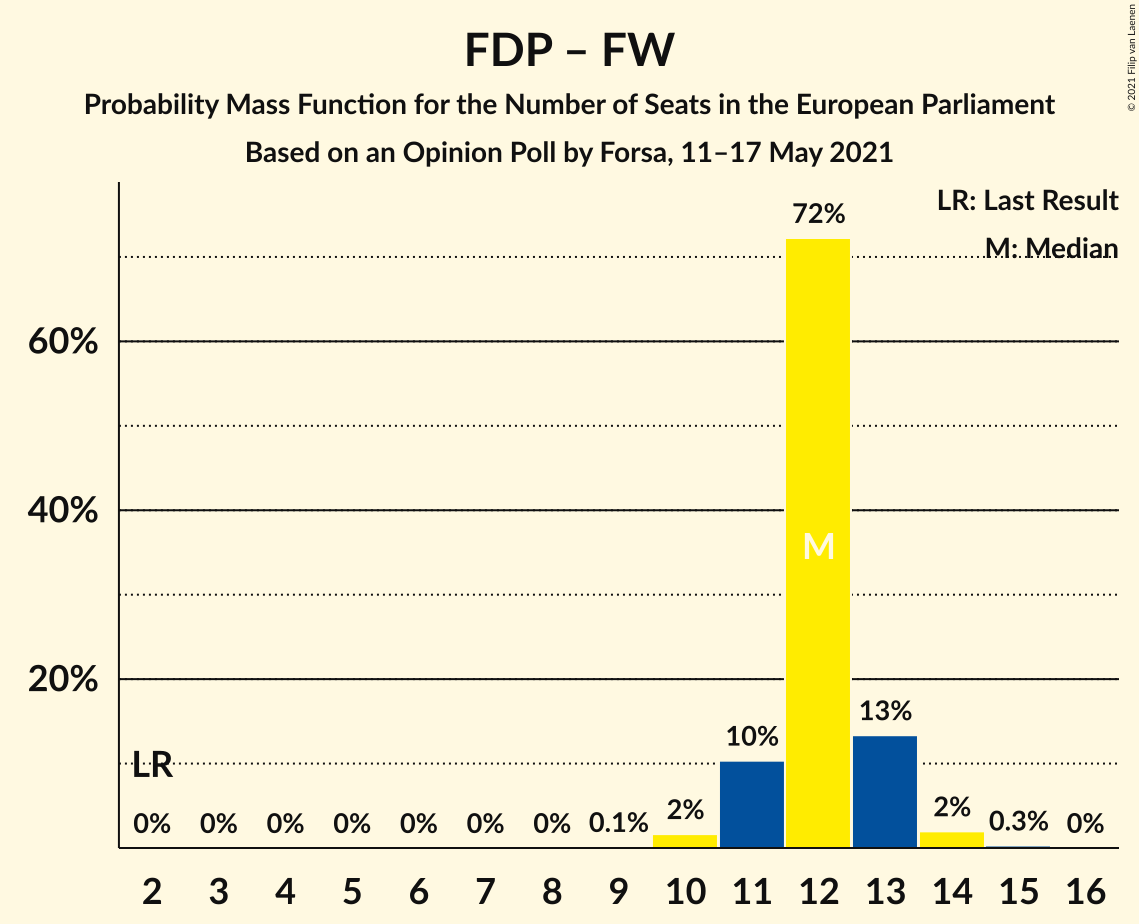 FDP – FW
Probability Mass Function for the Number of Seats in the European Parliament
Based on an Opinion Poll by Forsa, 11–17 May 2021
© 2021 Filip van Laenen
LR: Last Result
M: Median
72%
60%
40%
M
20%
13%
10%
LR
0% 0% 0% 0% 0% 0% 0% 0.1% 2% 2% 0.3% 0%
2 3 4 5 6 7 8 9 10 11 12 13 14 15 16